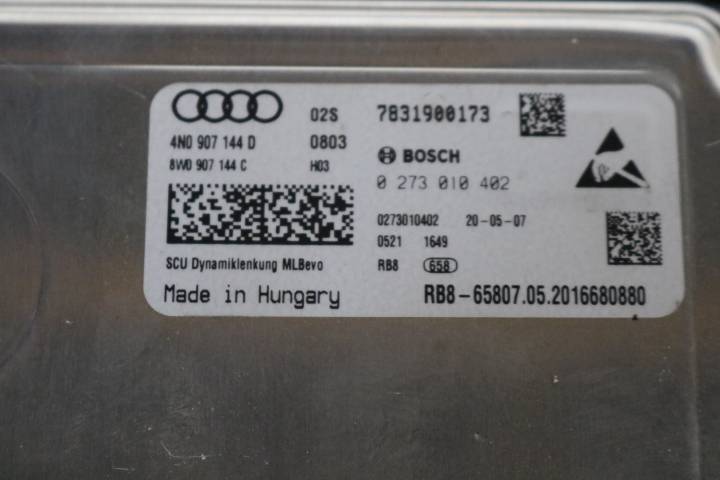 02S 7831900173
4N0 907 144 D 0803
8W0 907 144 C H03
BOSCH
0 273 010 402
0273010402 20-05-07
0521 1649
SCU Dynamiklenkung MLBevo RB8 658
Made in Hungary RB8-65807.05.2016680880